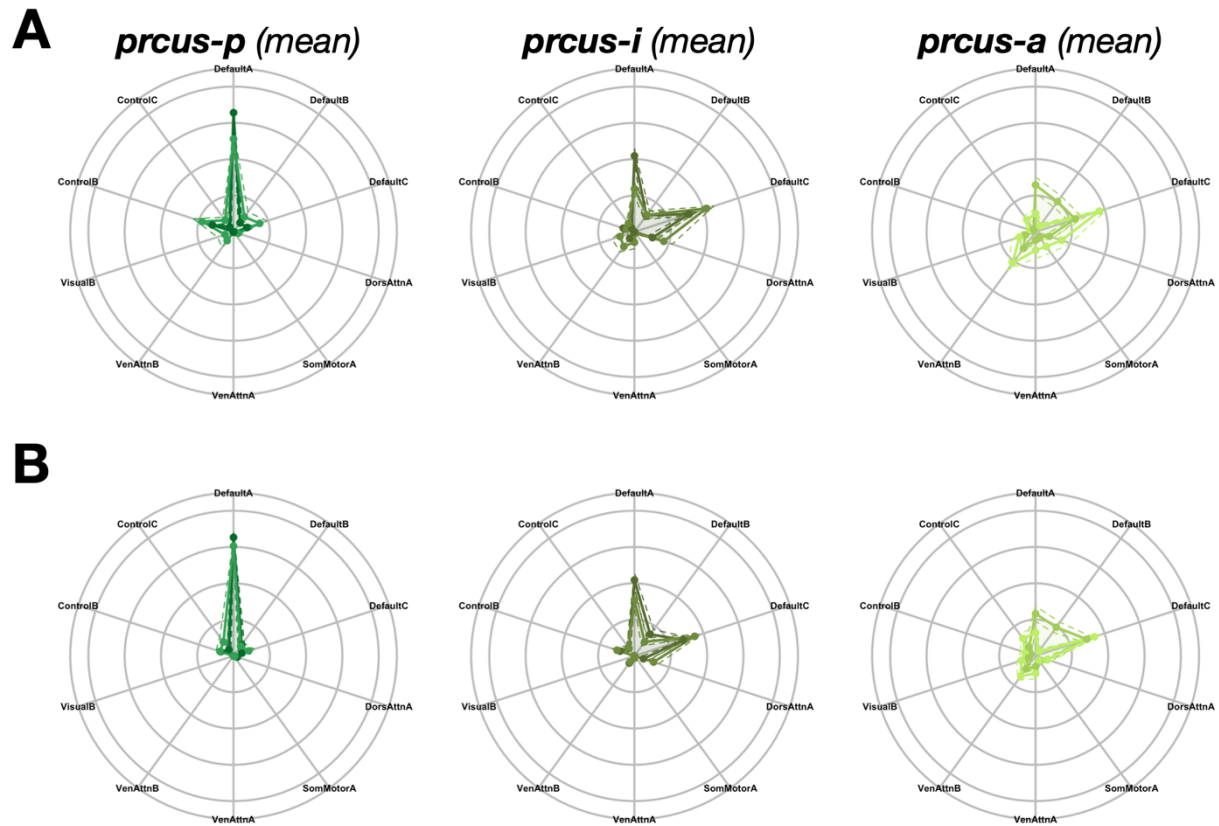 A
prcus-p (mean)
prcus-i (mean)
prcus-a (mean)
DefaultA
DefaultB
DefaultC
DorsAttnA
SomMotorA
VenAttnA
VenAttnB
VisualB
ControlB
ControlC
DefaultA
DefaultB
DefaultC
DorsAttnA
SomMotorA
VenAttnA
VenAttnB
VisualB
ControlB
ControlC
DefaultA
DefaultB
DefaultC
DorsAttnA
SomMotorA
VenAttnA
VenAttnB
VisualB
ControlB
ControlC
B
DefaultA
DefaultB
DefaultC
DorsAttnA
SomMotorA
VenAttnA
VenAttnB
VisualB
ControlB
ControlC
DefaultA
DefaultB
DefaultC
DorsAttnA
SomMotorA
VenAttnA
VenAttnB
VisualB
ControlB
ControlC
DefaultA
DefaultB
DefaultC
DorsAttnA
SomMotorA
VenAttnA
VenAttnB
VisualB
ControlB
ControlC